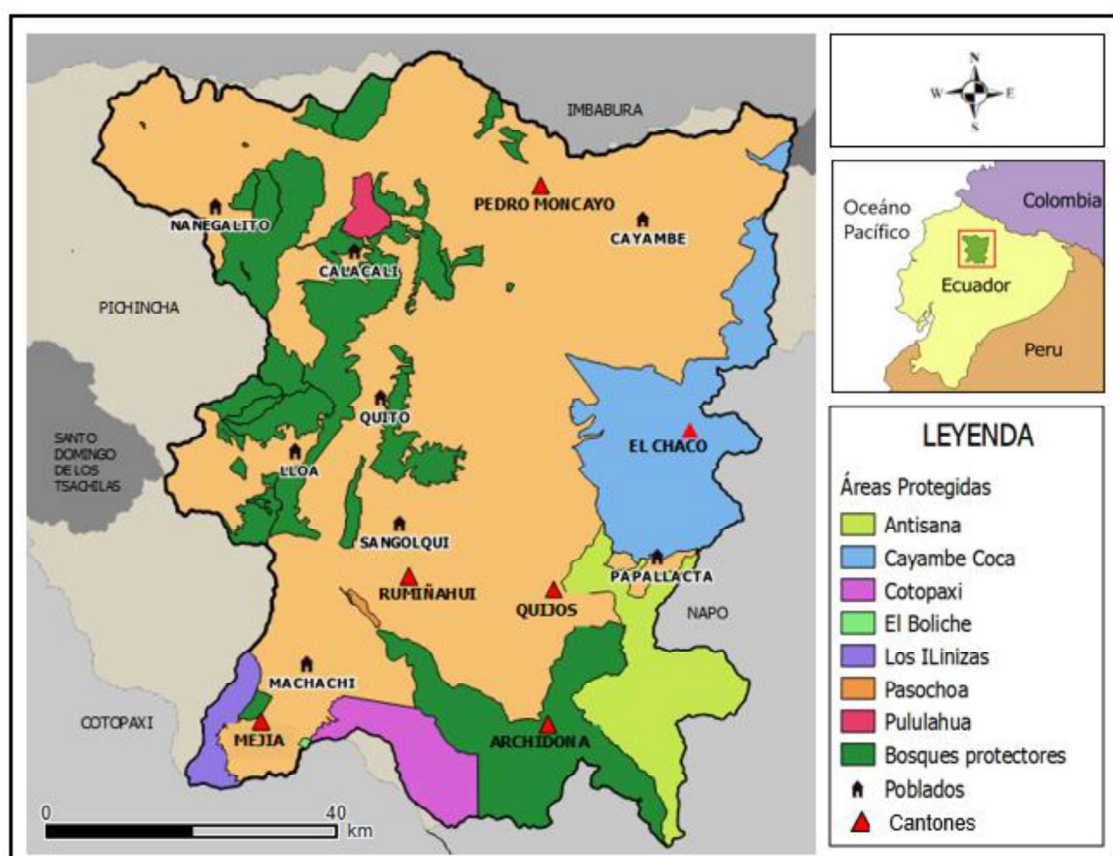 IMBABURA
PEDRO MONCAYO
CAYAMBE
NANEGALITO
CALACALI
PICHINCHA
QUITO
EL CHACO
SANTO
DOMINGO
DE LOS
TSACHILAS
LLOA
SANGOLQUI
PAPALLACTA
RUMIÑAHUI
QUIJOS
NAPO
MACHACHI
COTOPAXI
MEJIA
ARCHIDONA
0 40
km
N
W E
S
Oceáno
Pacífico
Colombia
Ecuador
Peru
LEYENDA
Áreas Protegidas
Antisana
Cayambe Coca
Cotopaxi
El Boliche
Los ILinizas
Pasochoa
Pululahua
Bosques protectores
Poblados
Cantones